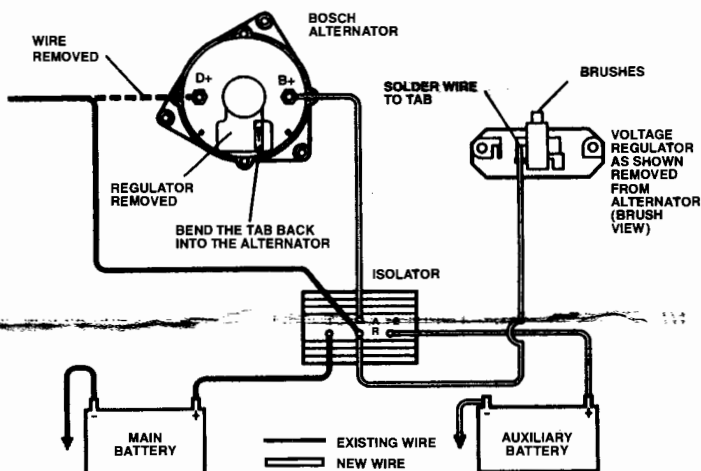 BOSCH
ALTERNATOR
WIRE
REMOVED
D+
B+
BRUSHES
SOLDER WIRE
TO TAB
VOLTAGE
REGULATOR
AS SHOWN
REMOVED
FROM
ALTERNATOR
(BRUSH
VIEW)
REGULATOR
REMOVED
BEND THE TAB BACK
INTO THE ALTERNATOR
ISOLATOR
A
R
- +
MAIN
BATTERY
EXISTING WIRE
NEW WIRE
- +
AUXILIARY
BATTERY